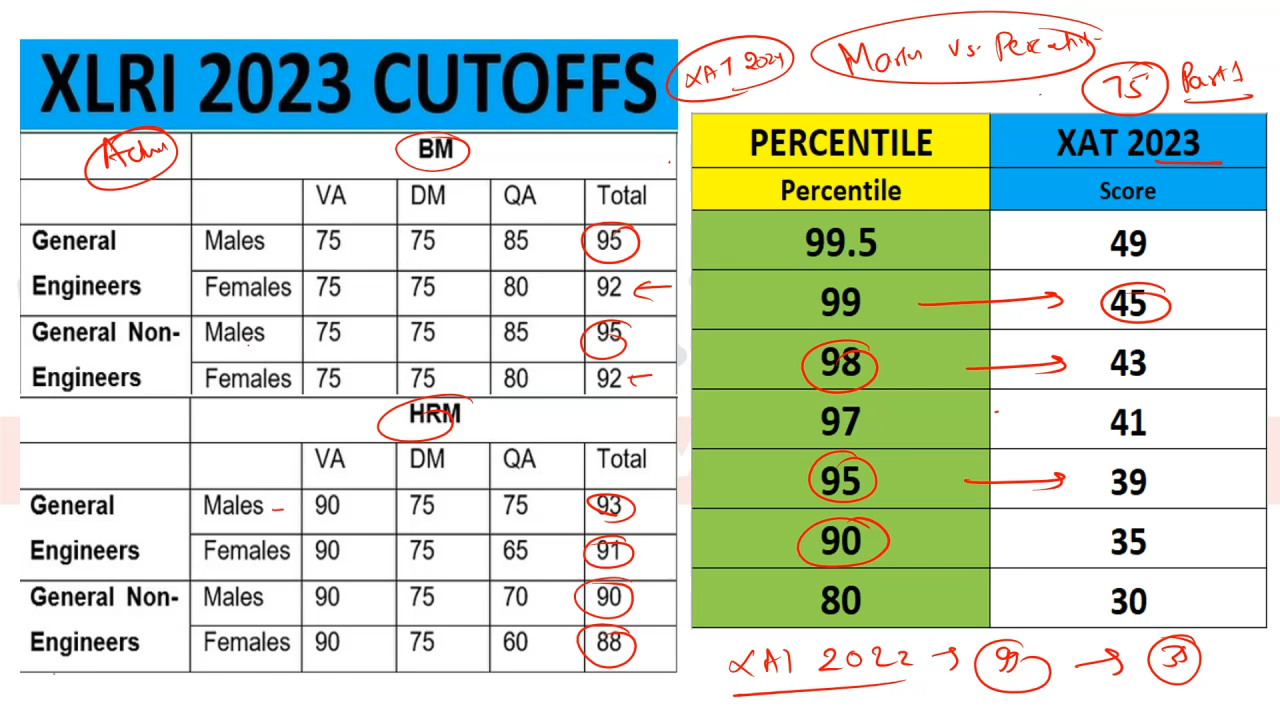 XLRI 2023 CUTOFFS
BM
VA DM QA Total
General Males 75 75 85 95
Engineers Females 75 75 80 92
General Non- Males 75 75 85 95
Engineers Females 75 75 80 92
HRM
VA DM QA Total
General Males 90 75 75 93
Engineers Females 90 75 65 91
General Non- Males 90 75 70 90
Engineers Females 90 75 60 88
XAT 2024
Vs.
75 Part 1
PERCENTILE XAT 2023
Percentile Score
99.5 49
99 45
98 43
97 41
95 39
90 35
80 30
XAT 2022 → →